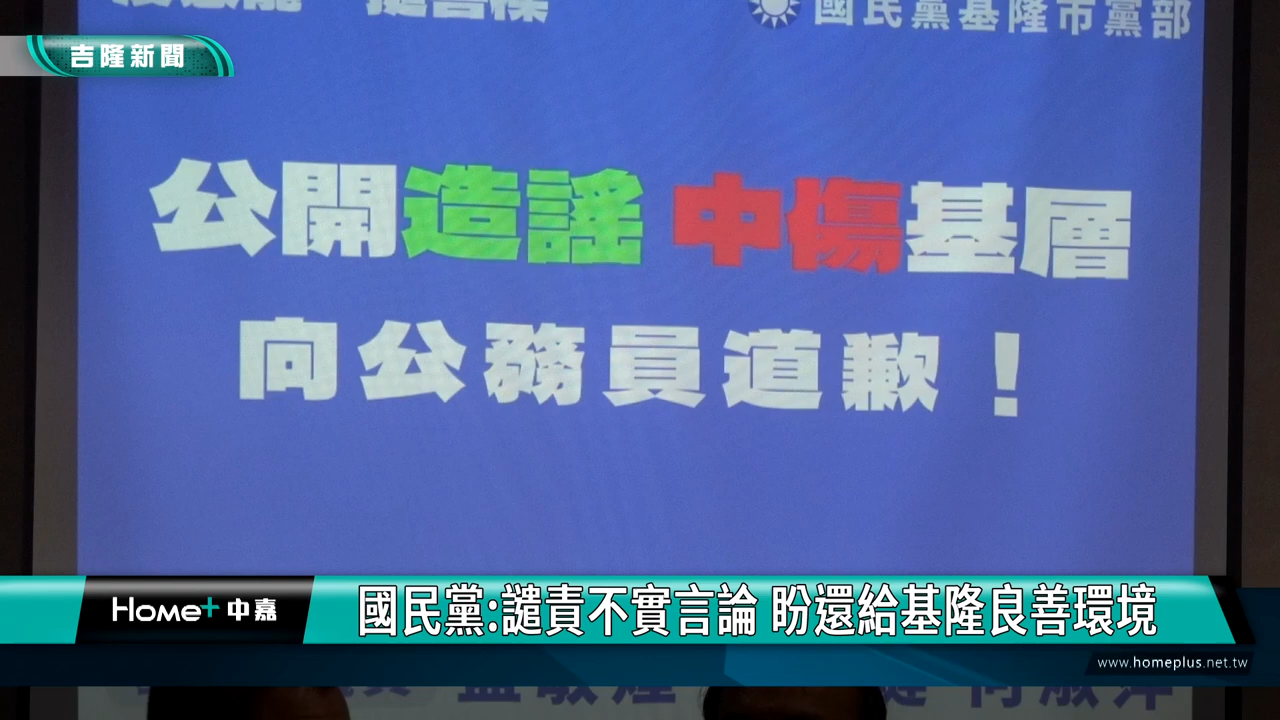 國民黨基隆市黨部
吉隆新聞
公開造謠 中傷基層
向公務員道歉！
Home+中嘉
國民黨:譴責不實言論 盼還給基隆良善環境
www.homeplus.net.tw